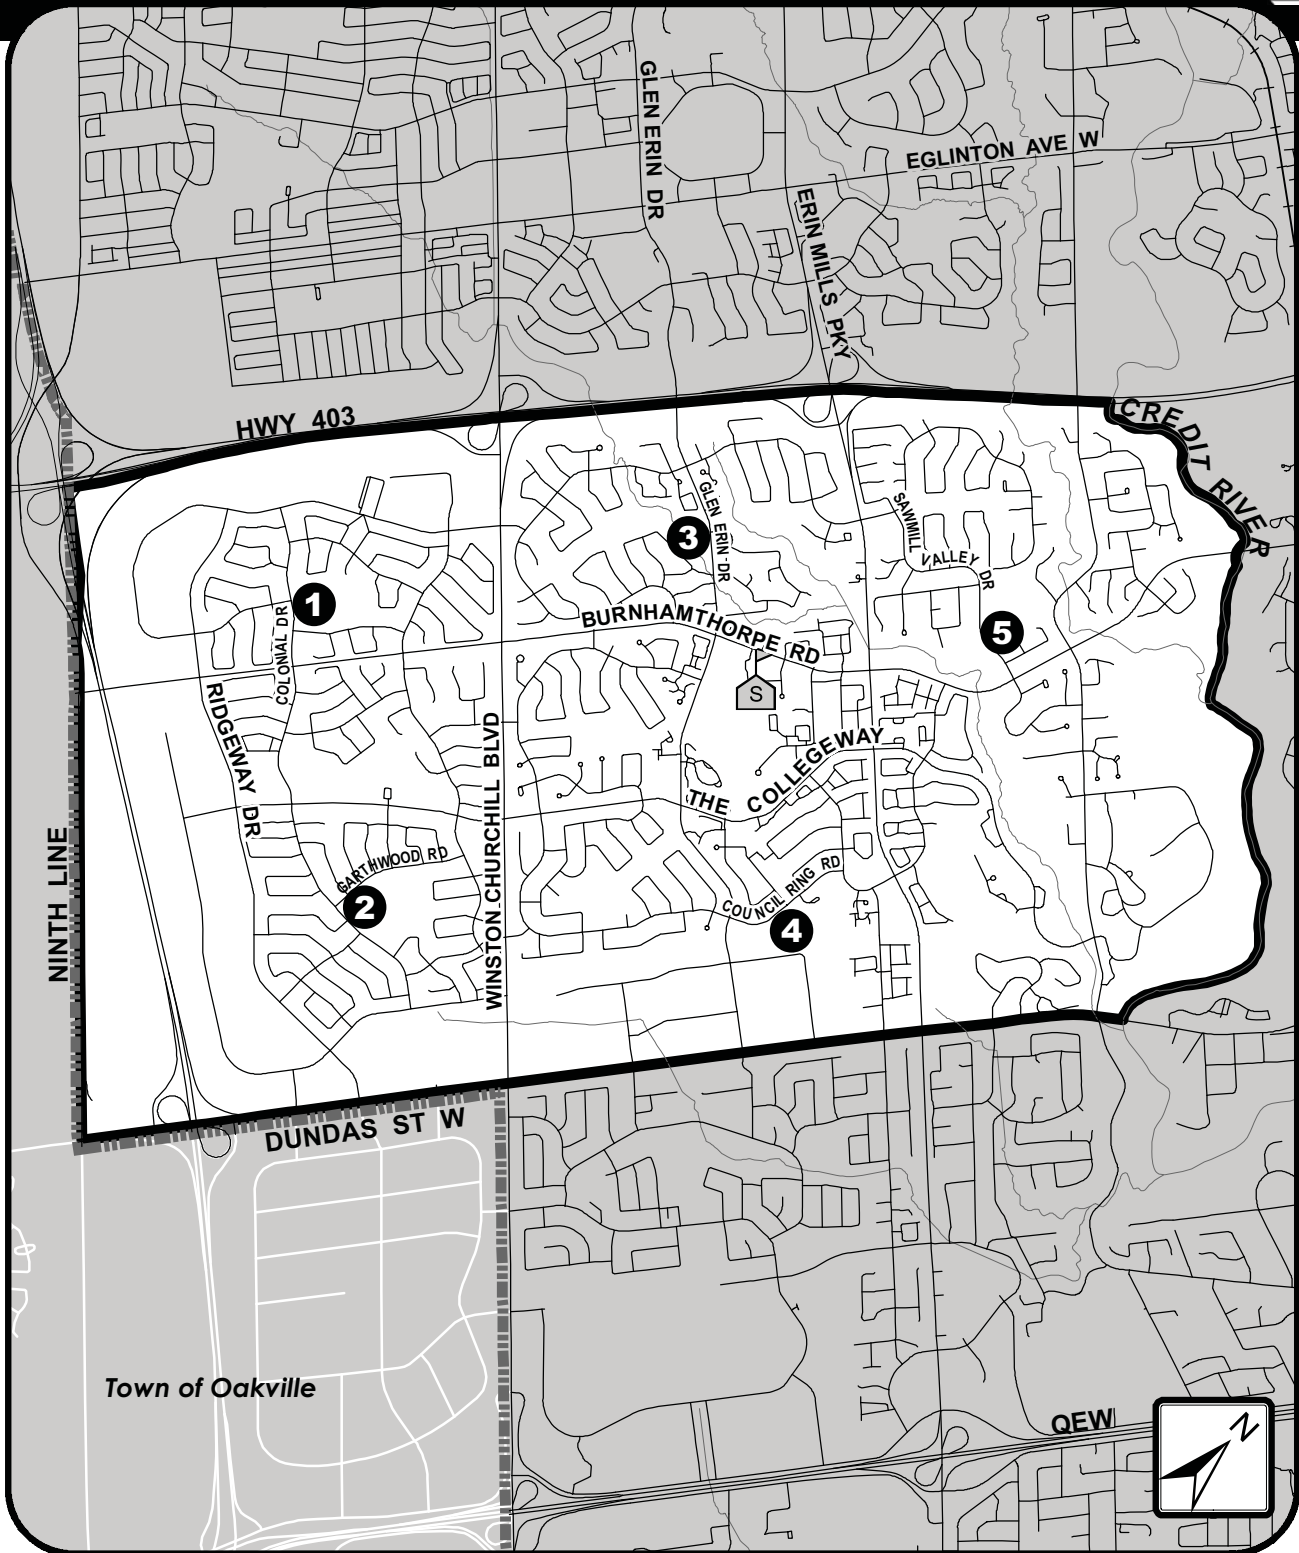 GLEN ERIN DR
EGLINTON AVE W
ERIN MILLS PKY
HWY 403
CREDIT RIVER
GLEN ERIN DR
SAWMILL
VALLEY DR
3
1
5
BURNHAMTHORPE RD
COLONIAL DR
S
RIDGEWAY DR
WINSTON CHURCHILL BLVD
THE COLLEGEWAY
NINTH LINE
GARTHWOOD RD
COUNCIL RING RD
2
4
DUNDAS ST W
Town of Oakville
QEW
N